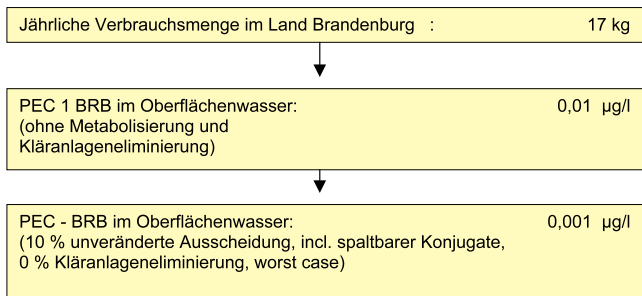 Jährliche Verbrauchsmenge im Land Brandenburg : 17 kg
PEC 1 BRB im Oberflächenwasser: 0,01 µg/l
(ohne Metabolisierung und
Kläranlageneliminierung)
PEC - BRB im Oberflächenwasser: 0,001 µg/l
(10 % unveränderte Ausscheidung, incl. spaltbarer Konjugate,
0 % Kläranlageneliminierung, worst case)